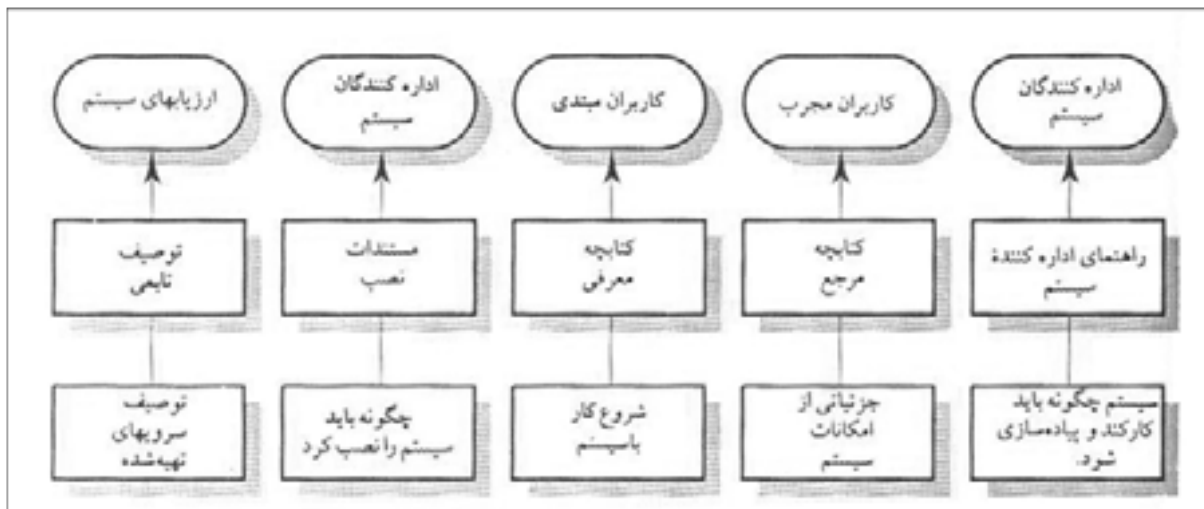 ارزیابهای سیستم
اداره کنندگان
سیستم
کاربران مبتدی
کاربران مجرب
اداره کنندگان
سیستم
توصیف
تابعی
مستندات
نصب
کتابچه
معرفی
کتابچه
مرجع
راهنمای اداره کنندهٔ
سیستم
توصیف
سرویهای
تهیه‌شده
چگونه باید
سیستم را نصب کرد
شروع کار
باسیستم
جزئیاتی از
امکانات
سیستم
سیستم چگونه باید
کارکند و پیاده‌سازی
شود.